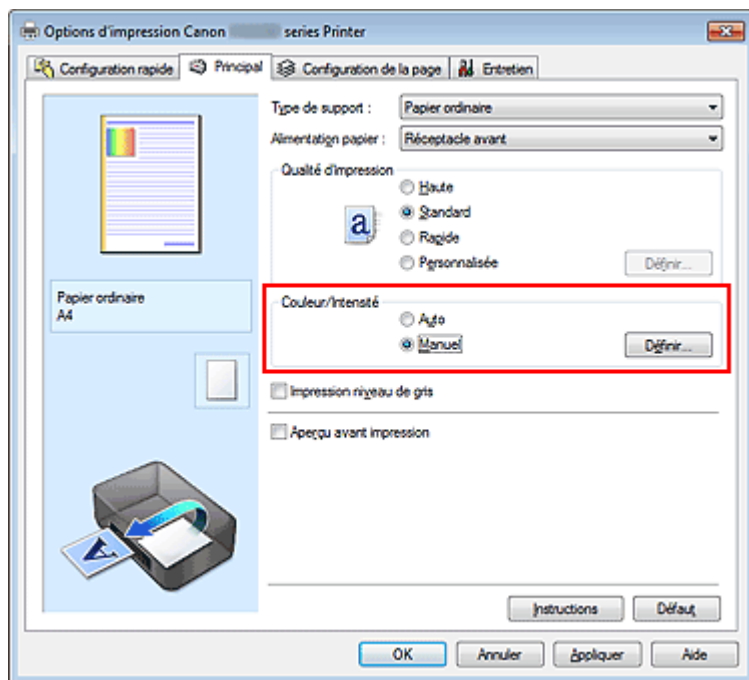 Options d'impression Canon series Printer
Configuration rapide Principal Configuration de la page Entretien
Type de support : Papier ordinaire
Alimentation papier : Réceptacle avant
Qualité d'impression
Haute
a Standard
Rapide
Personnalisée Définir...
Papier ordinaire
A4
Couleur/Intensité
Auto
Manuel Définir...
Impression niveau de gris
Aperçu avant impression
A
Instructions Défaut
OK Annuler Appliquer Aide